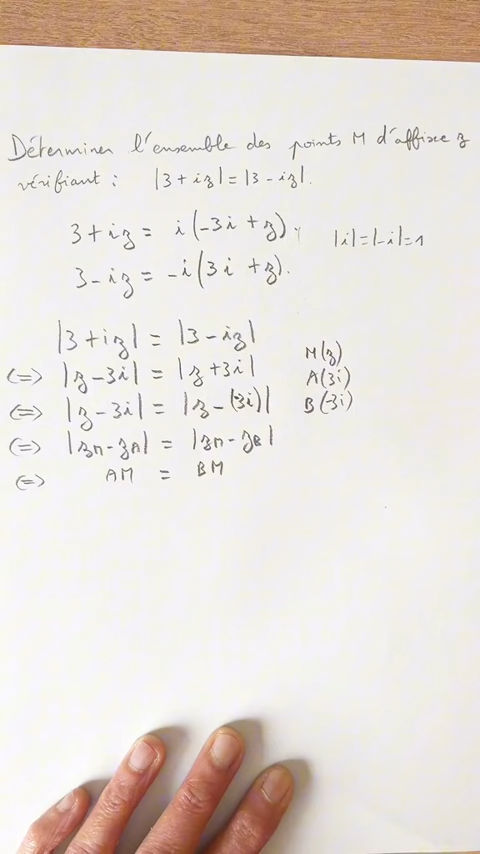 Déterminer l'ensemble des points M d'affixe z
vérifiant : |3+iz|=|3-iz|.
3+iz = i(-3i+z).
|i|=|-i|=1
3-iz = -i(3i+z).
|3+iz| = |3-iz|
M(z)
<=> |z-3i| = |z+3i|
A(3i)
<=> |z-3i| = |z-(-3i)|
B(-3i)
<=> |zM-zA| = |zM-zB|
<=> AM = BM